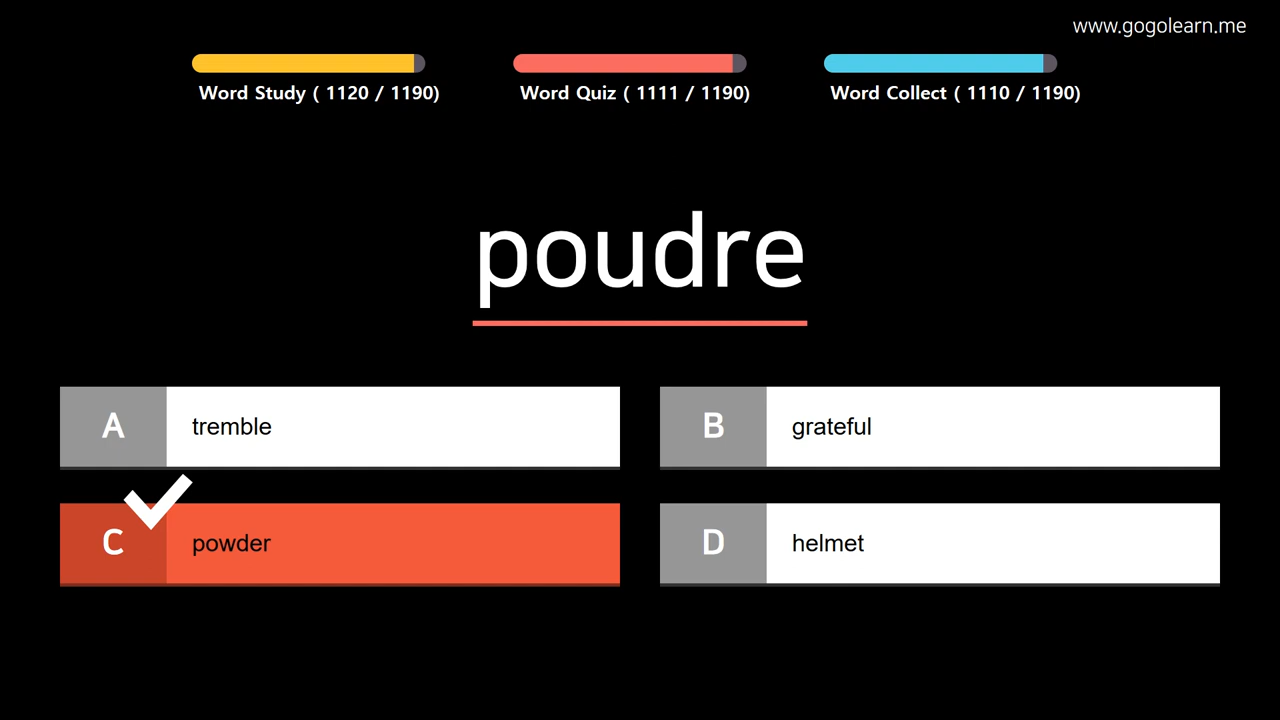 www.gogolearn.me
Word Study ( 1120 / 1190)
Word Quiz ( 1111 / 1190)
Word Collect ( 1110 / 1190)
poudre
A tremble
B grateful
C powder
D helmet